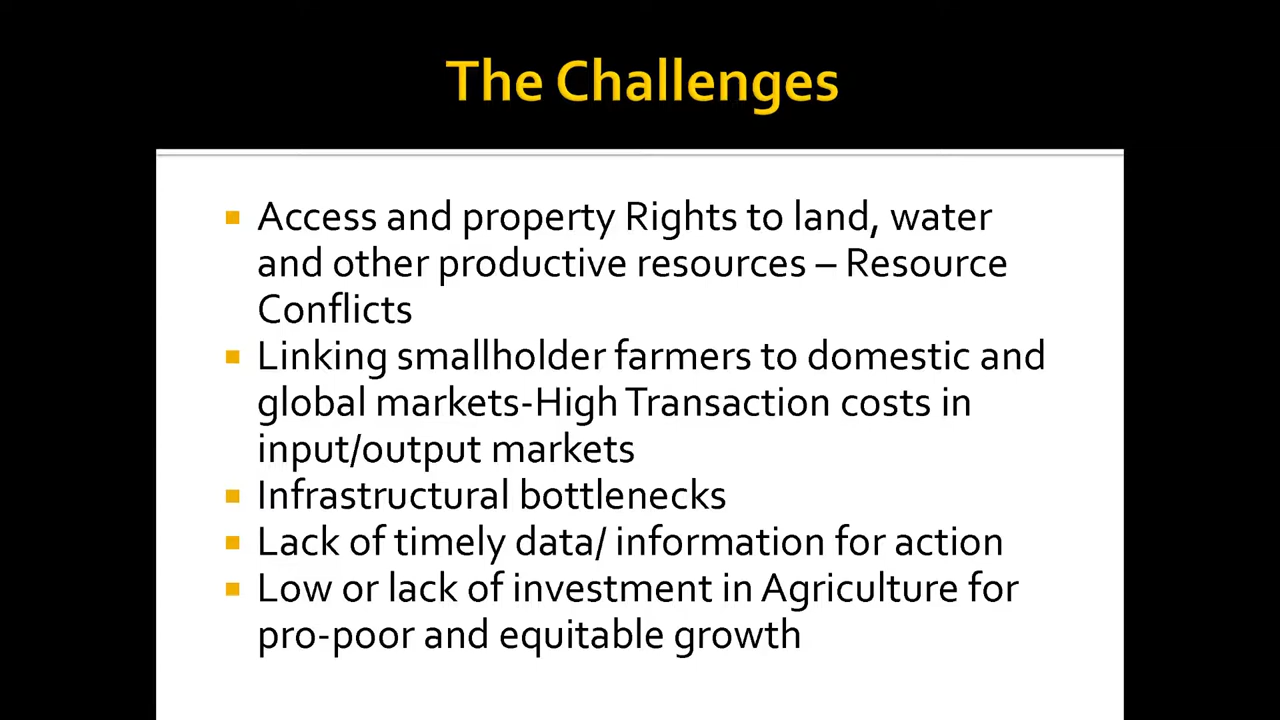 The Challenges
Access and property Rights to land, water
and other productive resources – Resource
Conflicts
Linking smallholder farmers to domestic and
global markets-High Transaction costs in
input/output markets
Infrastructural bottlenecks
Lack of timely data/ information for action
Low or lack of investment in Agriculture for
pro-poor and equitable growth